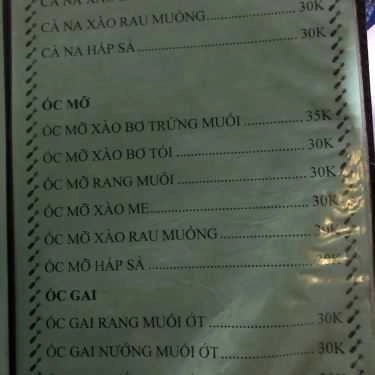 CÀ NA
CÀ NA XÀO RAU MUỐNG 30K
CÀ NA HẤP SẢ 30K
ỐC MỠ
ỐC MỠ XÀO BƠ TRỨNG MUỐI 35K
ỐC MỠ XÀO BƠ TỎI 30K
ỐC MỠ RANG MUỐI 30K
ỐC MỠ XÀO ME 30K
ỐC MỠ XÀO RAU MUỐNG
ỐC MỠ HẤP SẢ 30K
ỐC GAI
ỐC GAI RANG MUỐI ỚT 30K
ỐC GAI NƯỚNG MUỐI ỚT 30K